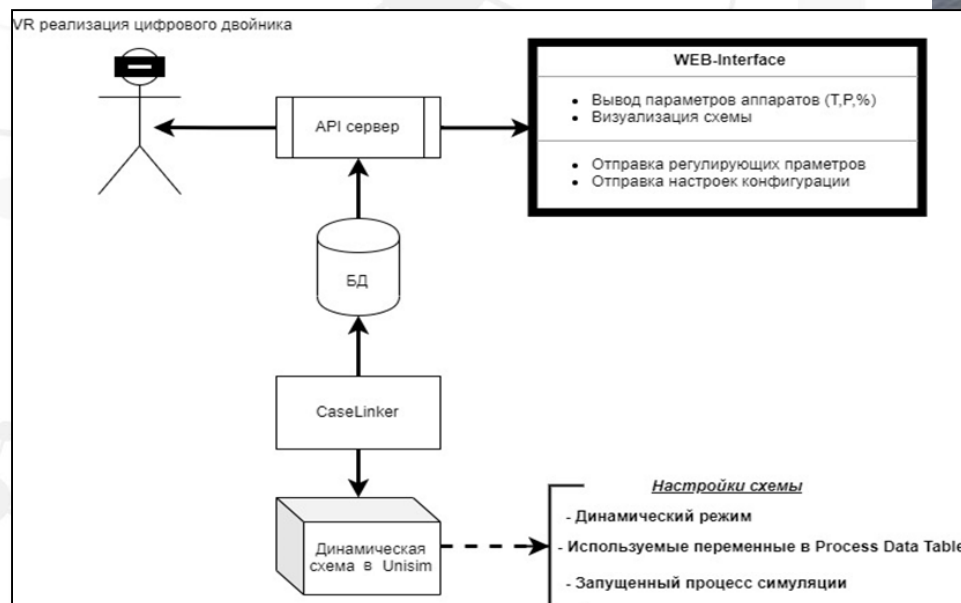 VR реализация цифрового двойника
WEB-Interface
Вывод параметров аппаратов (T,P,%)
Визуализация схемы
API сервер
Отправка регулирующих праметров
Отправка настроек конфигурации
БД
CaseLinker
Настройки схемы
- Динамический режим
Динамическая
схема в Unisim
- Используемые переменные в Process Data Table
- Запущенный процесс симуляции